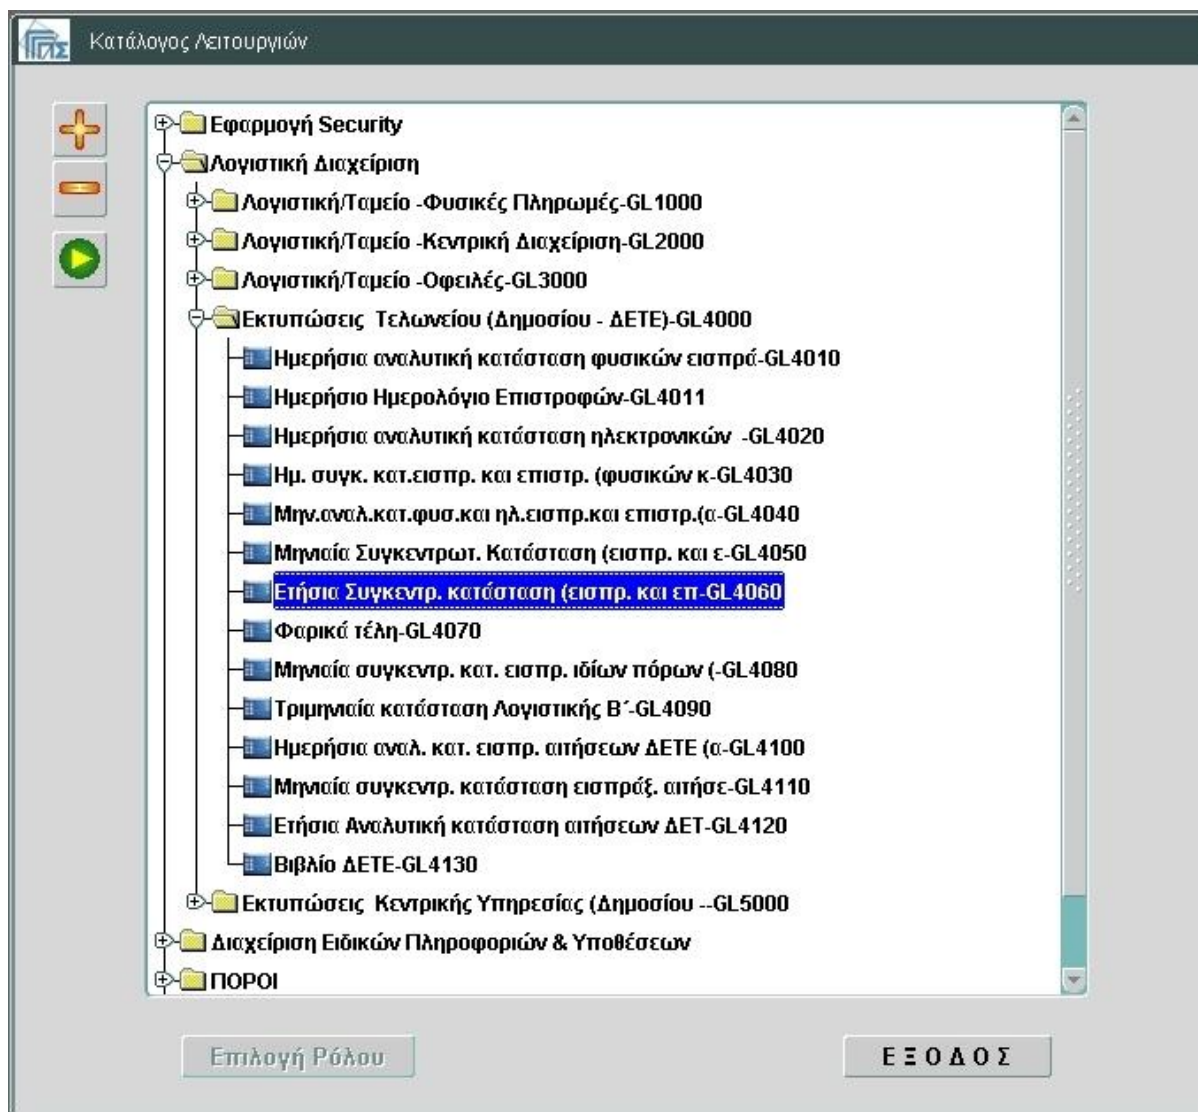 Κατάλογος Λειτουργιών
Εφαρμογή Security
Λογιστική Διαχείριση
Λογιστική/Ταμείο -Φυσικές Πληρωμές-GL1000
Λογιστική/Ταμείο -Κεντρική Διαχείριση-GL2000
Λογιστική/Ταμείο -Οφειλές-GL3000
Εκτυπώσεις Τελωνείου (Δημοσίου - ΔΕΤΕ)-GL4000
Ημερήσια αναλυτική κατάσταση φυσικών εισπρά-GL4010
Ημερήσιο Ημερολόγιο Επιστροφών-GL4011
Ημερήσια αναλυτική κατάσταση ηλεκτρονικών -GL4020
Ημ. συγκ. κατ.εισπρ. και επιστρ. (φυσικών κ-GL4030
Μην.αναλ.κατ.φυσ.και ηλ.εισπρ.και επιστρ.(α-GL4040
Μηνιαία Συγκεντρωτ. Κατάσταση (εισπρ. και ε-GL4050
Ετήσια Συγκεντρ. κατάσταση (εισπρ. και επ-GL4060
Φαρικά τέλη-GL4070
Μηνιαία συγκεντρ. κατ. εισπρ. ιδίων πόρων (-GL4080
Τριμηνιαία κατάσταση Λογιστικής Β΄-GL4090
Ημερήσια αναλ. κατ. εισπρ. αιτήσεων ΔΕΤΕ (α-GL4100
Μηνιαία συγκεντρ. κατάσταση εισπράξ. αιτήσε-GL4110
Ετήσια Αναλυτική κατάσταση αιτήσεων ΔΕΤ-GL4120
Βιβλίο ΔΕΤΕ-GL4130
Εκτυπώσεις Κεντρικής Υπηρεσίας (Δημοσίου --GL5000
Διαχείριση Ειδικών Πληροφοριών & Υποθέσεων
ΠΟΡΟΙ
Επιλογή Ρόλου
ΕΞΟΔΟΣ